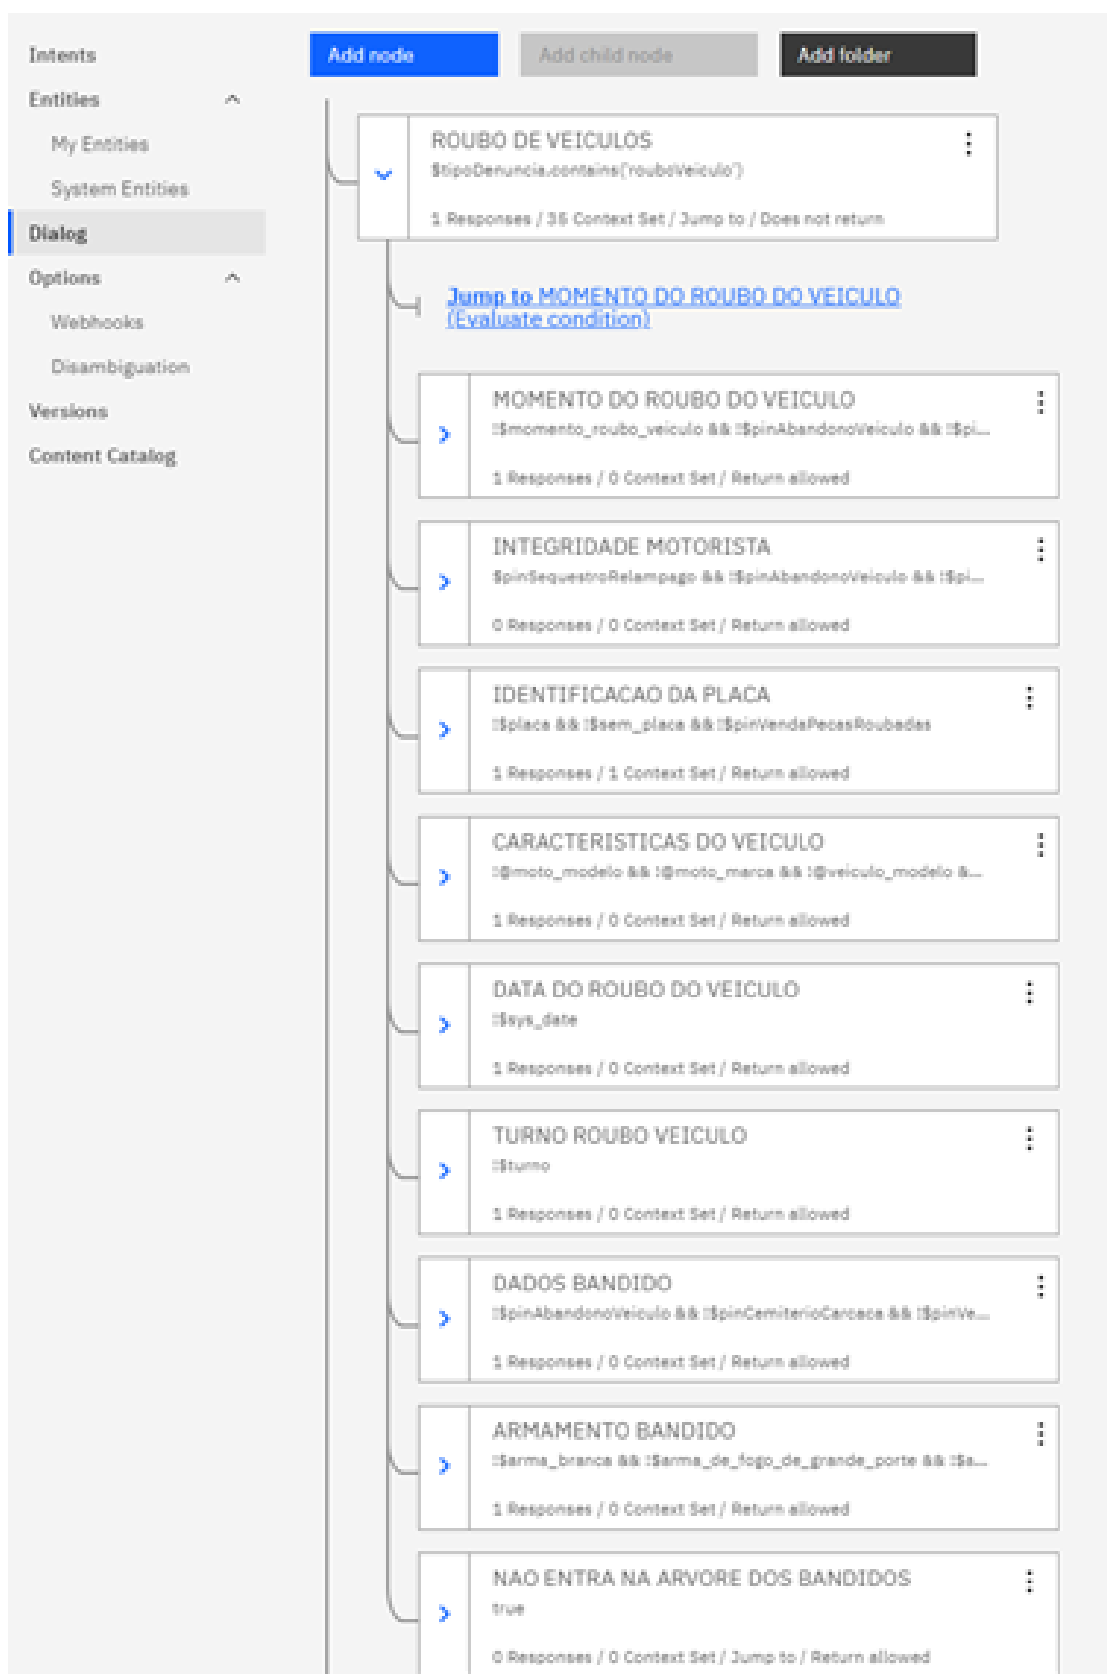 Intents
Entities
My Entities
System Entities
Dialog
Options
Webhooks
Disambiguation
Versions
Content Catalog
Add node
Add child node
Add folder
ROUBO DE VEICULOS
$tipoDenuncia.contains('rouboVeiculo')
1 Responses / 36 Context Set / Jump to / Does not return
Jump to MOMENTO DO ROUBO DO VEICULO
(Evaluate condition)
MOMENTO DO ROUBO DO VEICULO
!$momento_roubo_veiculo && !$pinAbandonoVeiculo && !$pi...
1 Responses / 0 Context Set / Return allowed
INTEGRIDADE MOTORISTA
$pinSequestroRelampago && !$pinAbandonoVeiculo && !$pi...
0 Responses / 0 Context Set / Return allowed
IDENTIFICACAO DA PLACA
!$placa && !$sem_placa && !$pinVendaPecasRoubadas
1 Responses / 1 Context Set / Return allowed
CARACTERISTICAS DO VEICULO
!@moto_modelo && !@moto_marca && !@veiculo_modelo &...
1 Responses / 0 Context Set / Return allowed
DATA DO ROUBO DO VEICULO
!$sys_date
1 Responses / 0 Context Set / Return allowed
TURNO ROUBO VEICULO
!$turno
1 Responses / 0 Context Set / Return allowed
DADOS BANDIDO
!$pinAbandonoVeiculo && !$pinCemiterioCarcaca && !$pinVe...
1 Responses / 0 Context Set / Return allowed
ARMAMENTO BANDIDO
!$arma_branca && !$arma_de_fogo_de_grande_porte && !$a...
1 Responses / 0 Context Set / Return allowed
NAO ENTRA NA ARVORE DOS BANDIDOS
true
0 Responses / 0 Context Set / Jump to / Return allowed